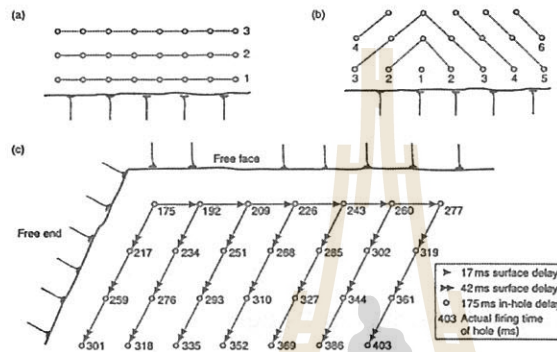 (a)
3
2
1
(b)
4
6
3 2 1 2 3 4 5
(c)
Free face
Free end
175 192 209 226 243 260 277
217 234 251 268 285 302 319
259 276 293 310 327 344 361
301 318 335 352 369 386 403
17 ms surface delay
42 ms surface delay
175 ms in-hole delay
403 Actual firing time
of hole (ms)